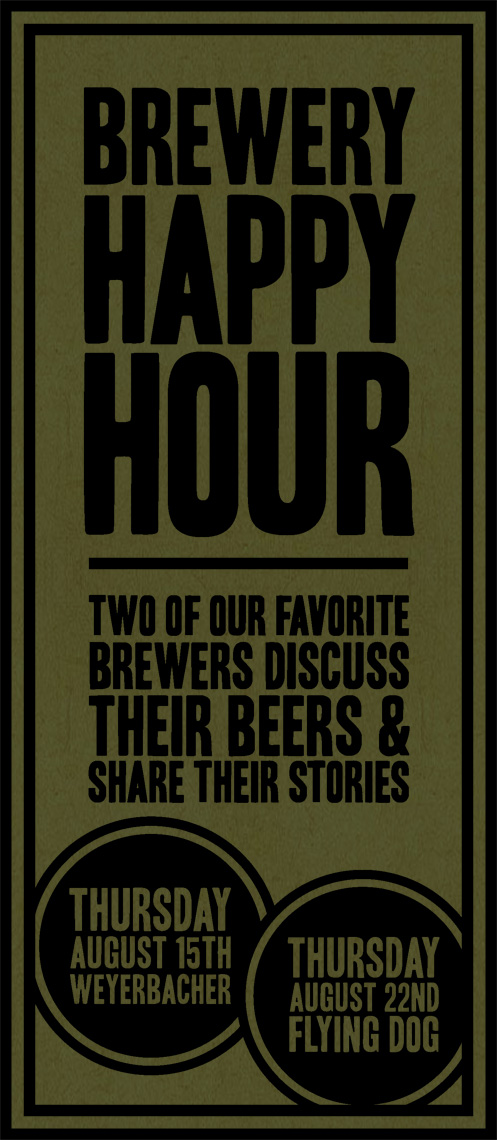 BREWERY
HAPPY
HOUR
TWO OF OUR FAVORITE
BREWERS DISCUSS
THEIR BEERS &
SHARE THEIR STORIES
THURSDAY
AUGUST 15TH
WEYERBACHER
THURSDAY
AUGUST 22ND
FLYING DOG